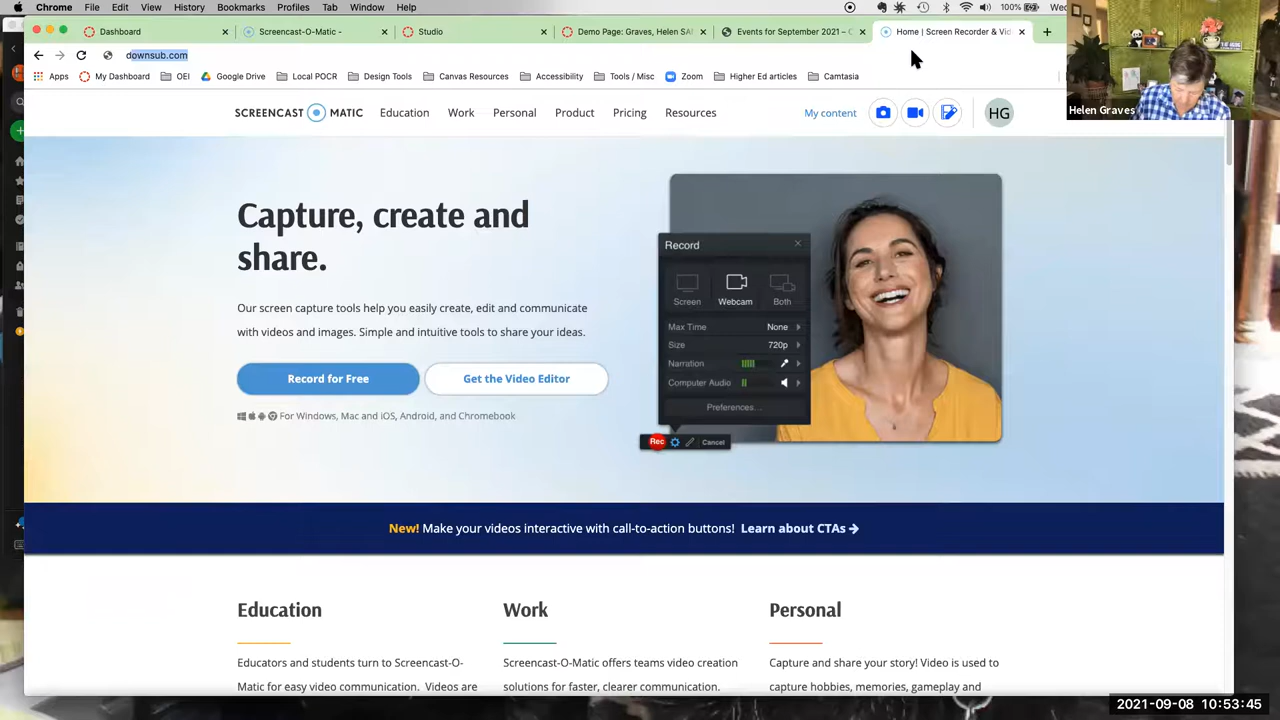 Chrome File Edit View History Bookmarks Profiles Tab Window Help 100%
Dashboard Screencast-O-Matic - Studio Demo Page: Graves, Helen SA Events for September 2021 – C Home | Screen Recorder & Vid
downsub.com
Apps My Dashboard OEI Google Drive Local POCR Design Tools Canvas Resources Accessibility Tools / Misc Zoom Higher Ed articles Camtasia
Helen Graves
SCREENCAST O MATIC Education Work Personal Product Pricing Resources My content HG
Capture, create and
share.
Our screen capture tools help you easily create, edit and communicate
with videos and images. Simple and intuitive tools to share your ideas.
Record for Free Get the Video Editor
For Windows, Mac and iOS, Android, and Chromebook
Record
Screen Webcam Both
Max Time None
Size 720p
Narration
Computer Audio
Preferences...
Rec Cancel
New! Make your videos interactive with call-to-action buttons! Learn about CTAs →
Education Work Personal
Educators and students turn to Screencast-O- Screencast-O-Matic offers teams video creation Capture and share your story! Video is used to
Matic for easy video communication. Videos are solutions for faster, clearer communication. capture hobbies, memories, gameplay and
2021-09-08 10:53:45